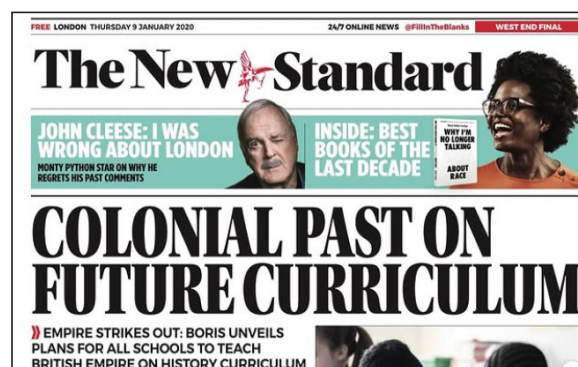 FREE LONDON THURSDAY 9 JANUARY 2020
24/7 ONLINE NEWS @FillInTheBlanks
WEST END FINAL
The New Standard
JOHN CLEESE: I WAS
WRONG ABOUT LONDON
MONTY PYTHON STAR ON WHY HE
REGRETS HIS PAST COMMENTS
INSIDE: BEST
BOOKS OF THE
LAST DECADE
WHY I'M
NO LONGER
TALKING
ABOUT
RACE
COLONIAL PAST ON
FUTURE CURRICULUM
⟫ EMPIRE STRIKES OUT: BORIS UNVEILS
PLANS FOR ALL SCHOOLS TO TEACH
BRITISH EMPIRE ON HISTORY CURRICULUM